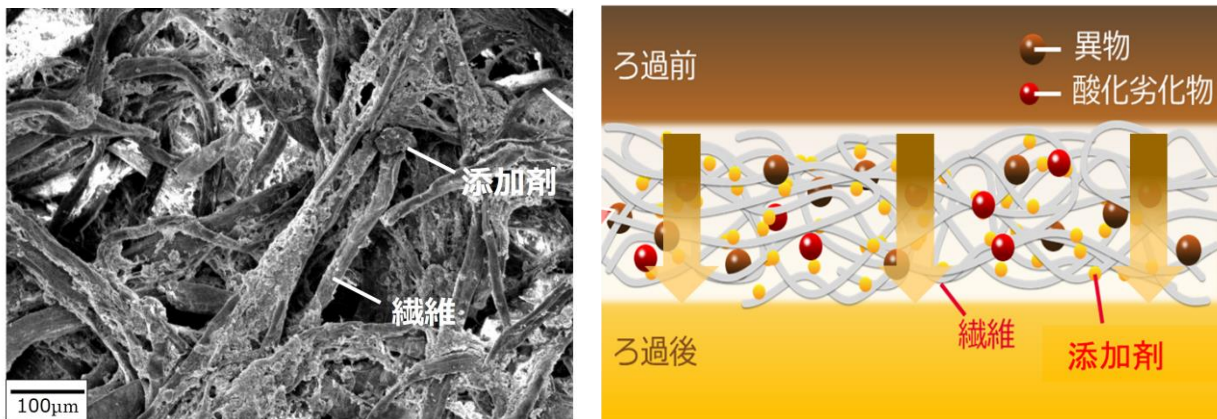 添加剤
繊維
100μm
ろ過前
異物
酸化劣化物
ろ過後
繊維
添加剤